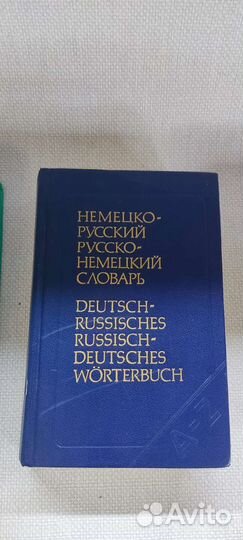 НЕМЕЦКО-
РУССКИЙ
РУССКО-
НЕМЕЦКИЙ
СЛОВАРЬ
DEUTSCH-
RUSSISCHES
RUSSISCH-
DEUTSCHES
WÖRTERBUCH
A-Z
Avito